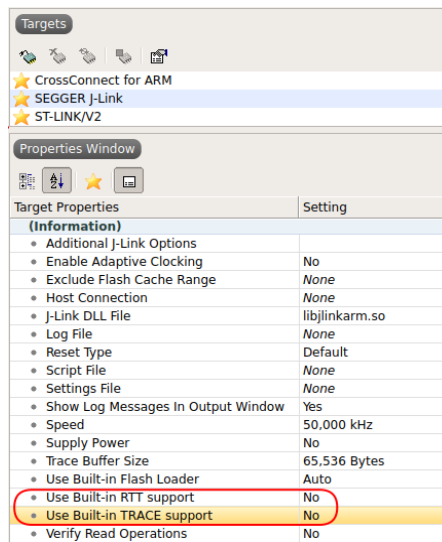 Targets
CrossConnect for ARM
SEGGER J-Link
ST-LINK/V2
Properties Window
Target Properties Setting
(Information)
Additional J-Link Options
Enable Adaptive Clocking No
Exclude Flash Cache Range None
Host Connection None
J-Link DLL File libjlinkarm.so
Log File None
Reset Type Default
Script File None
Settings File None
Show Log Messages In Output Window Yes
Speed 50,000 kHz
Supply Power No
Trace Buffer Size 65,536 Bytes
Use Built-in Flash Loader Auto
Use Built-in RTT support No
Use Built-in TRACE support No
Verify Read Operations No